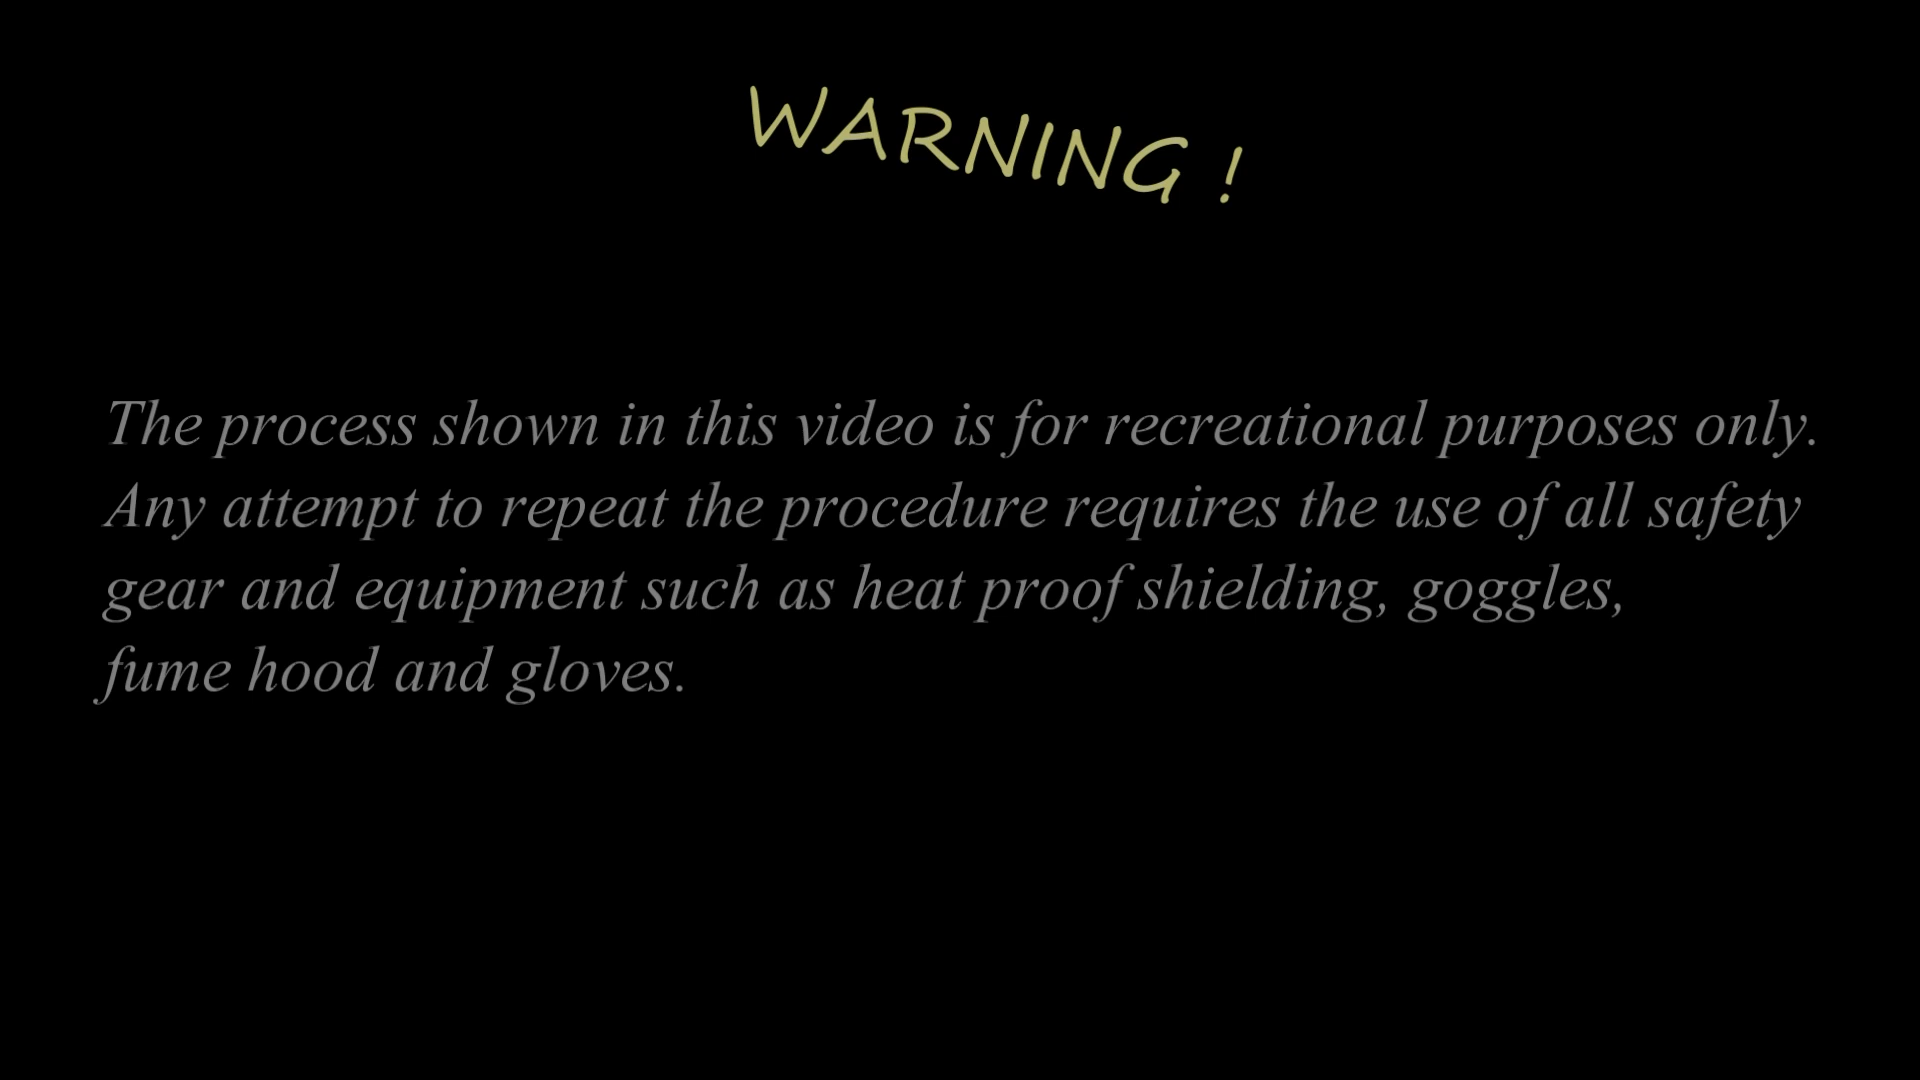 WARNING !
The process shown in this video is for recreational purposes only.
Any attempt to repeat the procedure requires the use of all safety
gear and equipment such as heat proof shielding, goggles,
fume hood and gloves.